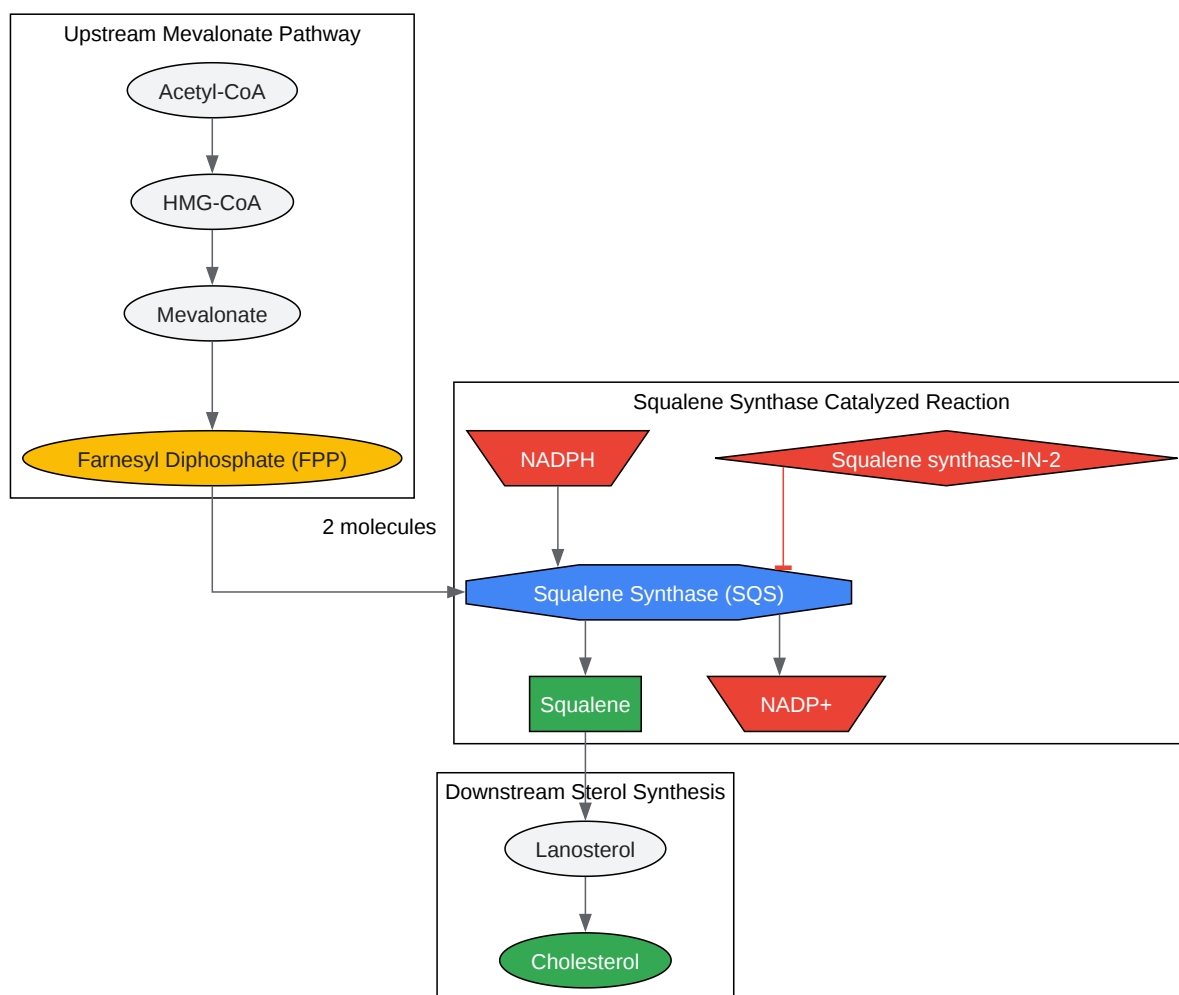 Upstream Mevalonate Pathway
Acetyl-CoA
HMG-CoA
Mevalonate
Farnesyl Diphosphate (FPP)
2 molecules
Squalene Synthase Catalyzed Reaction
NADPH
Squalene synthase-IN-2
Squalene Synthase (SQS)
Squalene
NADP+
Downstream Sterol Synthesis
Lanosterol
Cholesterol